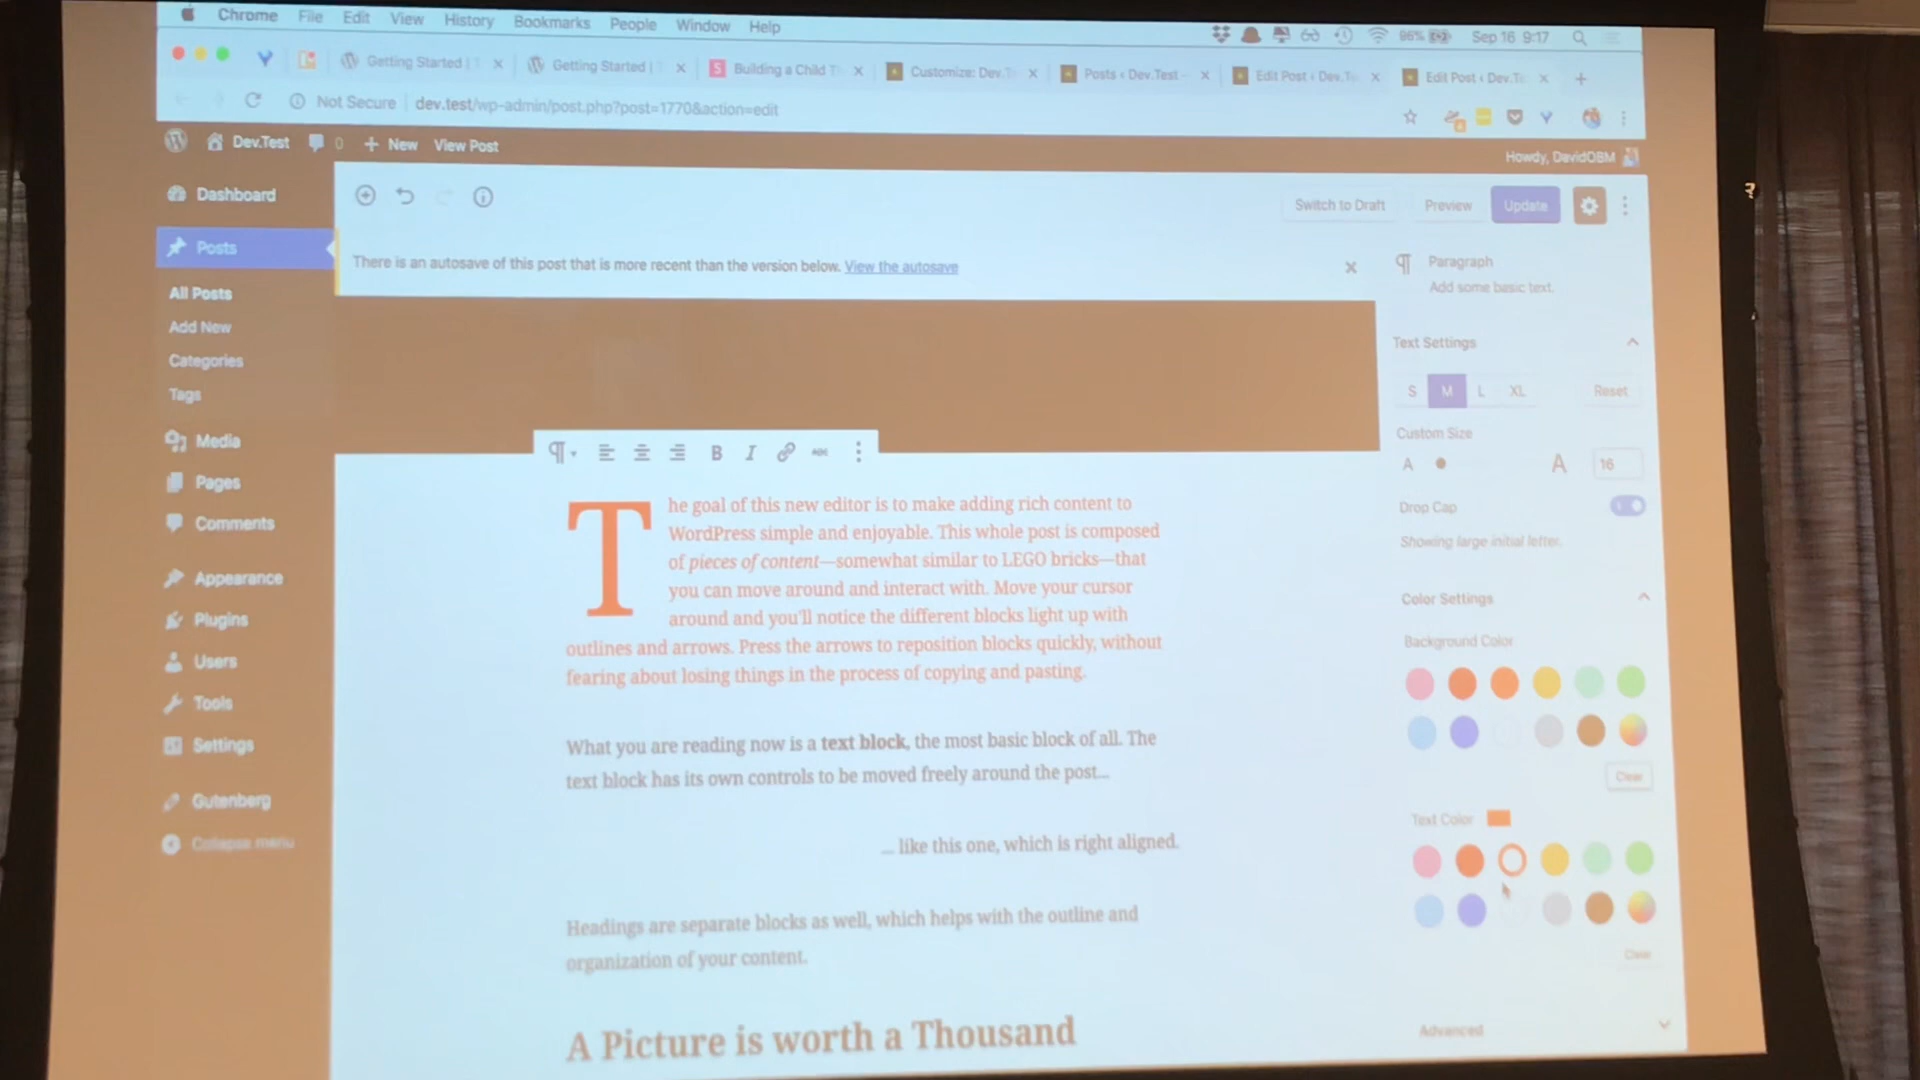 Chrome File Edit View History Bookmarks People Window Help
96% Sep 16 9:17
Getting Started | Getting Started | Building a Child Customize: Dev. Posts ‹ Dev.Test – Edit Post ‹ Dev. Edit Post ‹ Dev.
Not Secure | dev.test/wp-admin/post.php?post=1770&action=edit
Dev.Test 0 + New View Post
Howdy, DavidOBM
Dashboard
Posts
All Posts
Add New
Categories
Tags
Media
Pages
Comments
Appearance
Plugins
Users
Tools
Settings
Gutenberg
Collapse menu
Switch to Draft Preview Update
There is an autosave of this post that is more recent than the version below. View the autosave
B I ABC
The goal of this new editor is to make adding rich content to
WordPress simple and enjoyable. This whole post is composed
of pieces of content—somewhat similar to LEGO bricks—that
you can move around and interact with. Move your cursor
around and you'll notice the different blocks light up with
outlines and arrows. Press the arrows to reposition blocks quickly, without
fearing about losing things in the process of copying and pasting.
What you are reading now is a text block, the most basic block of all. The
text block has its own controls to be moved freely around the post...
... like this one, which is right aligned.
Headings are separate blocks as well, which helps with the outline and
organization of your content.
A Picture is worth a Thousand
Paragraph
Add some basic text.
Text Settings
S M L XL Reset
Custom Size
A A 16
Drop Cap
Showing large initial letter.
Color Settings
Background Color
Clear
Text Color
Clear
Advanced